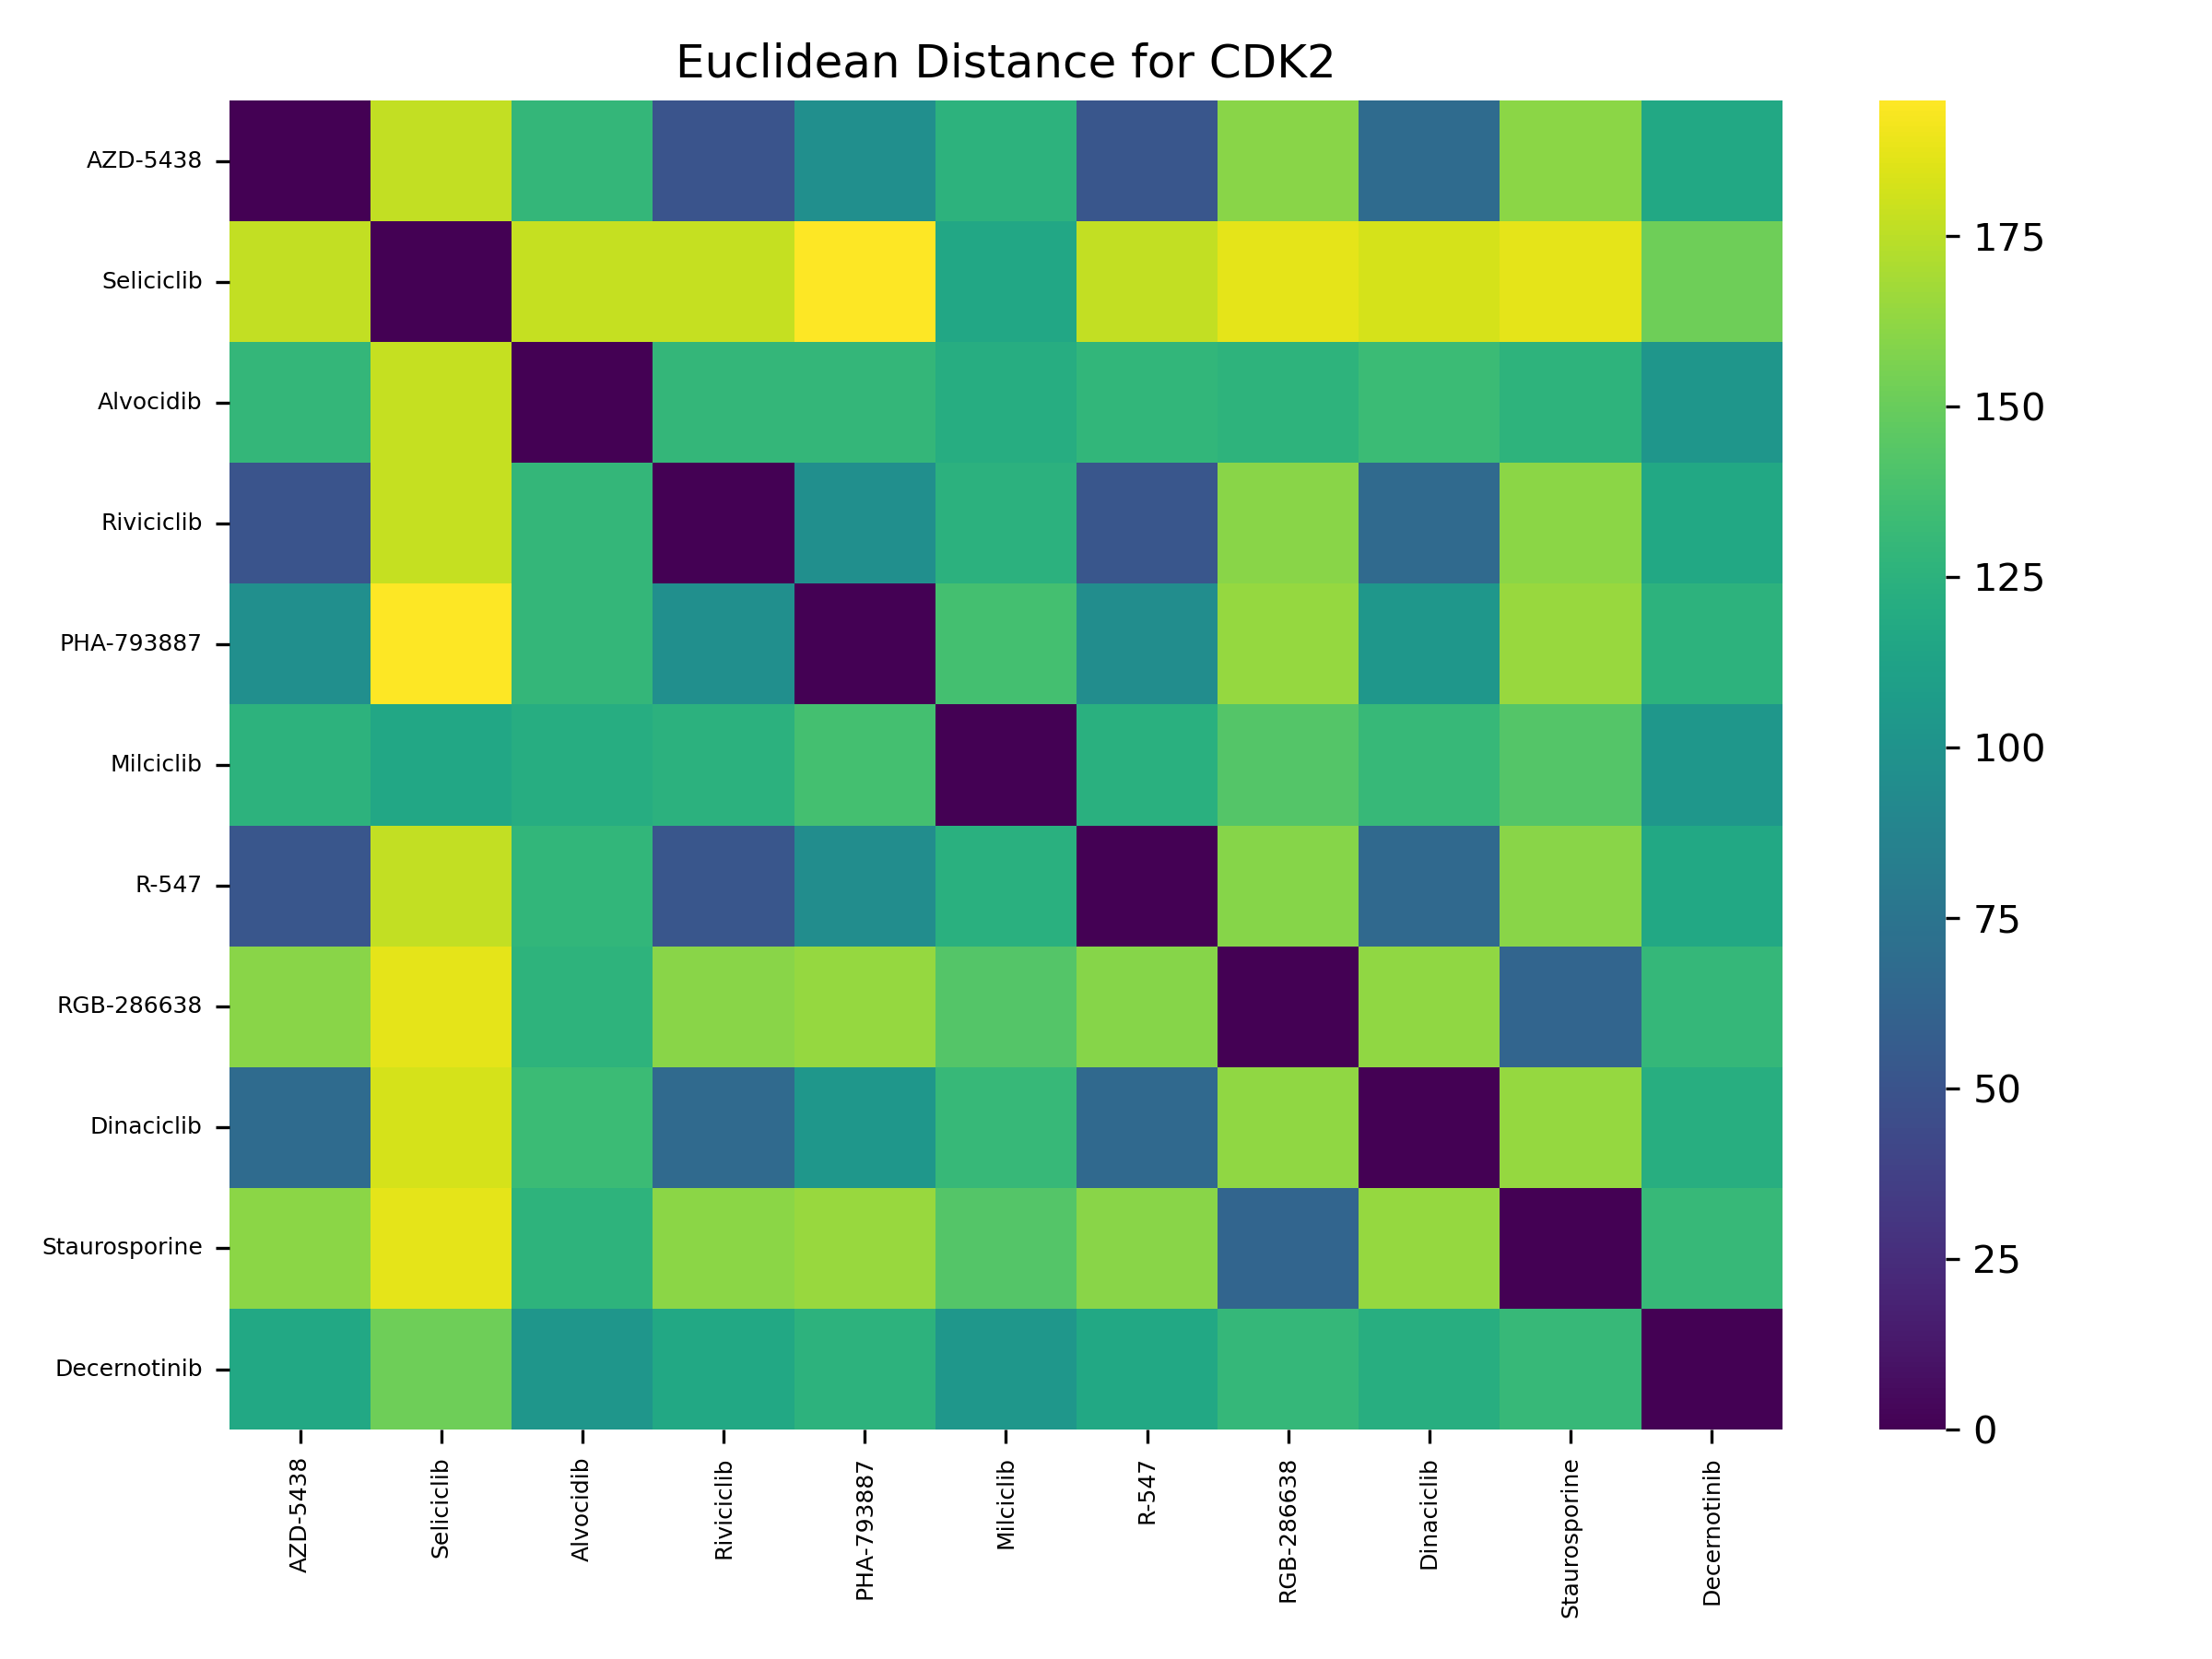 Euclidean Distance for CDK2
AZD-5438
Seliciclib
Alvocidib
Riviciclib
PHA-793887
Milciclib
R-547
RGB-286638
Dinaciclib
Staurosporine
Decernotinib
AZD-5438
Seliciclib
Alvocidib
Riviciclib
PHA-793887
Milciclib
R-547
RGB-286638
Dinaciclib
Staurosporine
Decernotinib
175
150
125
100
75
50
25
0